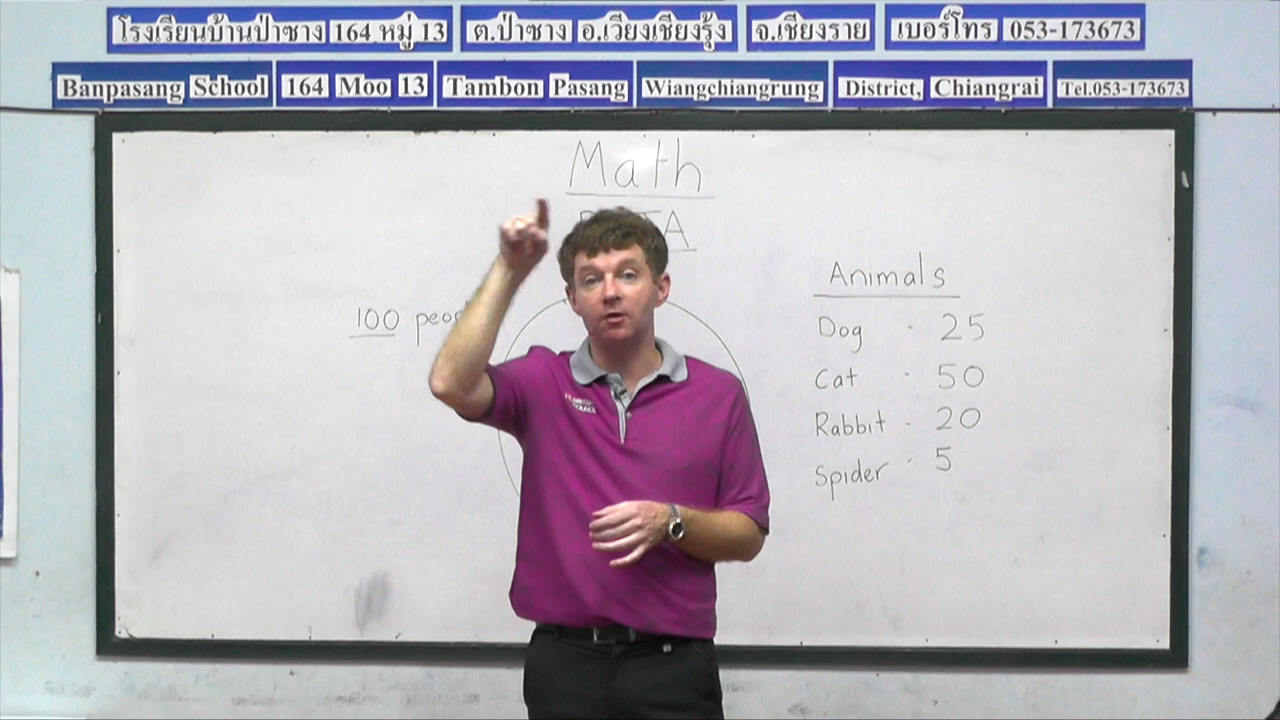 โรงเรียนบ้านป่าซาง 164 หมู่ 13 ต.ป่าซาง อ.เวียงเชียงรุ้ง จ.เชียงราย เบอร์โทร 053-173673
Banpasang School 164 Moo 13 Tambon Pasang Wiangchiangrung District, Chiangrai Tel.053-173673
Math
100
Animals
Dog · 25
Cat · 50
Rabbit · 20
Spider · 5